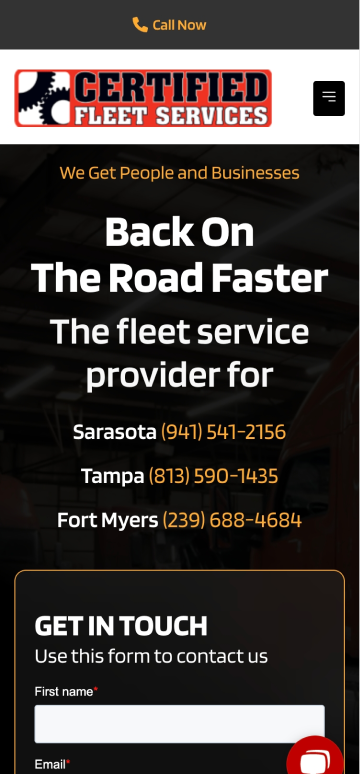 Call Now
CERTIFIED
FLEET SERVICES
We Get People and Businesses
Back On
The Road Faster
The fleet service
provider for
Sarasota (941) 541-2156
Tampa (813) 590-1435
Fort Myers (239) 688-4684
GET IN TOUCH
Use this form to contact us
First name*
Email*